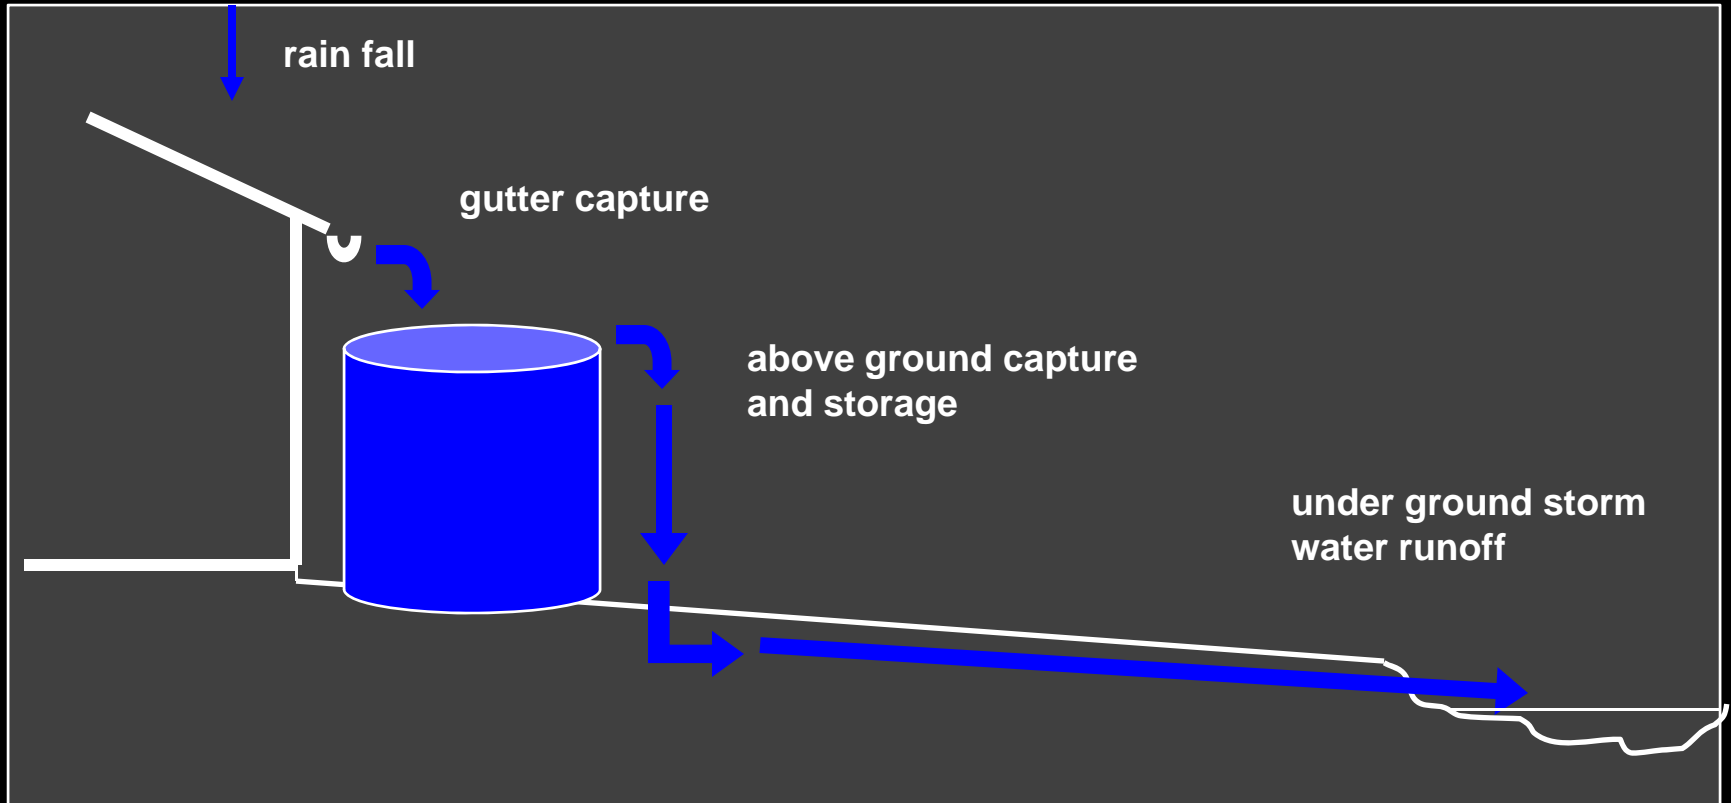 rain fall
gutter capture
above ground capture
and storage
under ground storm
water runoff